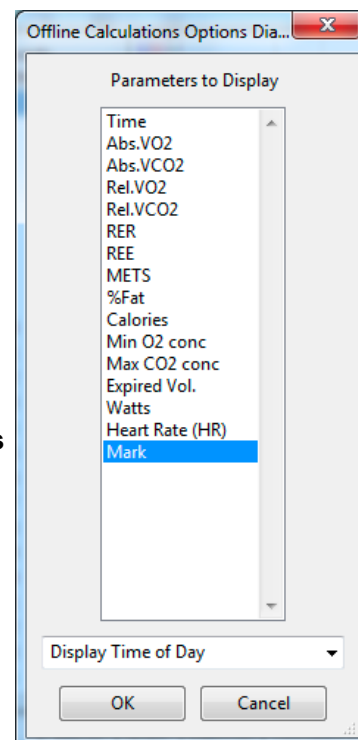 Offline Calculations Options Dia...
Parameters to Display
Time
Abs.VO2
Abs.VCO2
Rel.VO2
Rel.VCO2
RER
REE
METS
%Fat
Calories
Min O2 conc
Max CO2 conc
Expired Vol.
Watts
Heart Rate (HR)
Mark
s
Display Time of Day
OK
Cancel